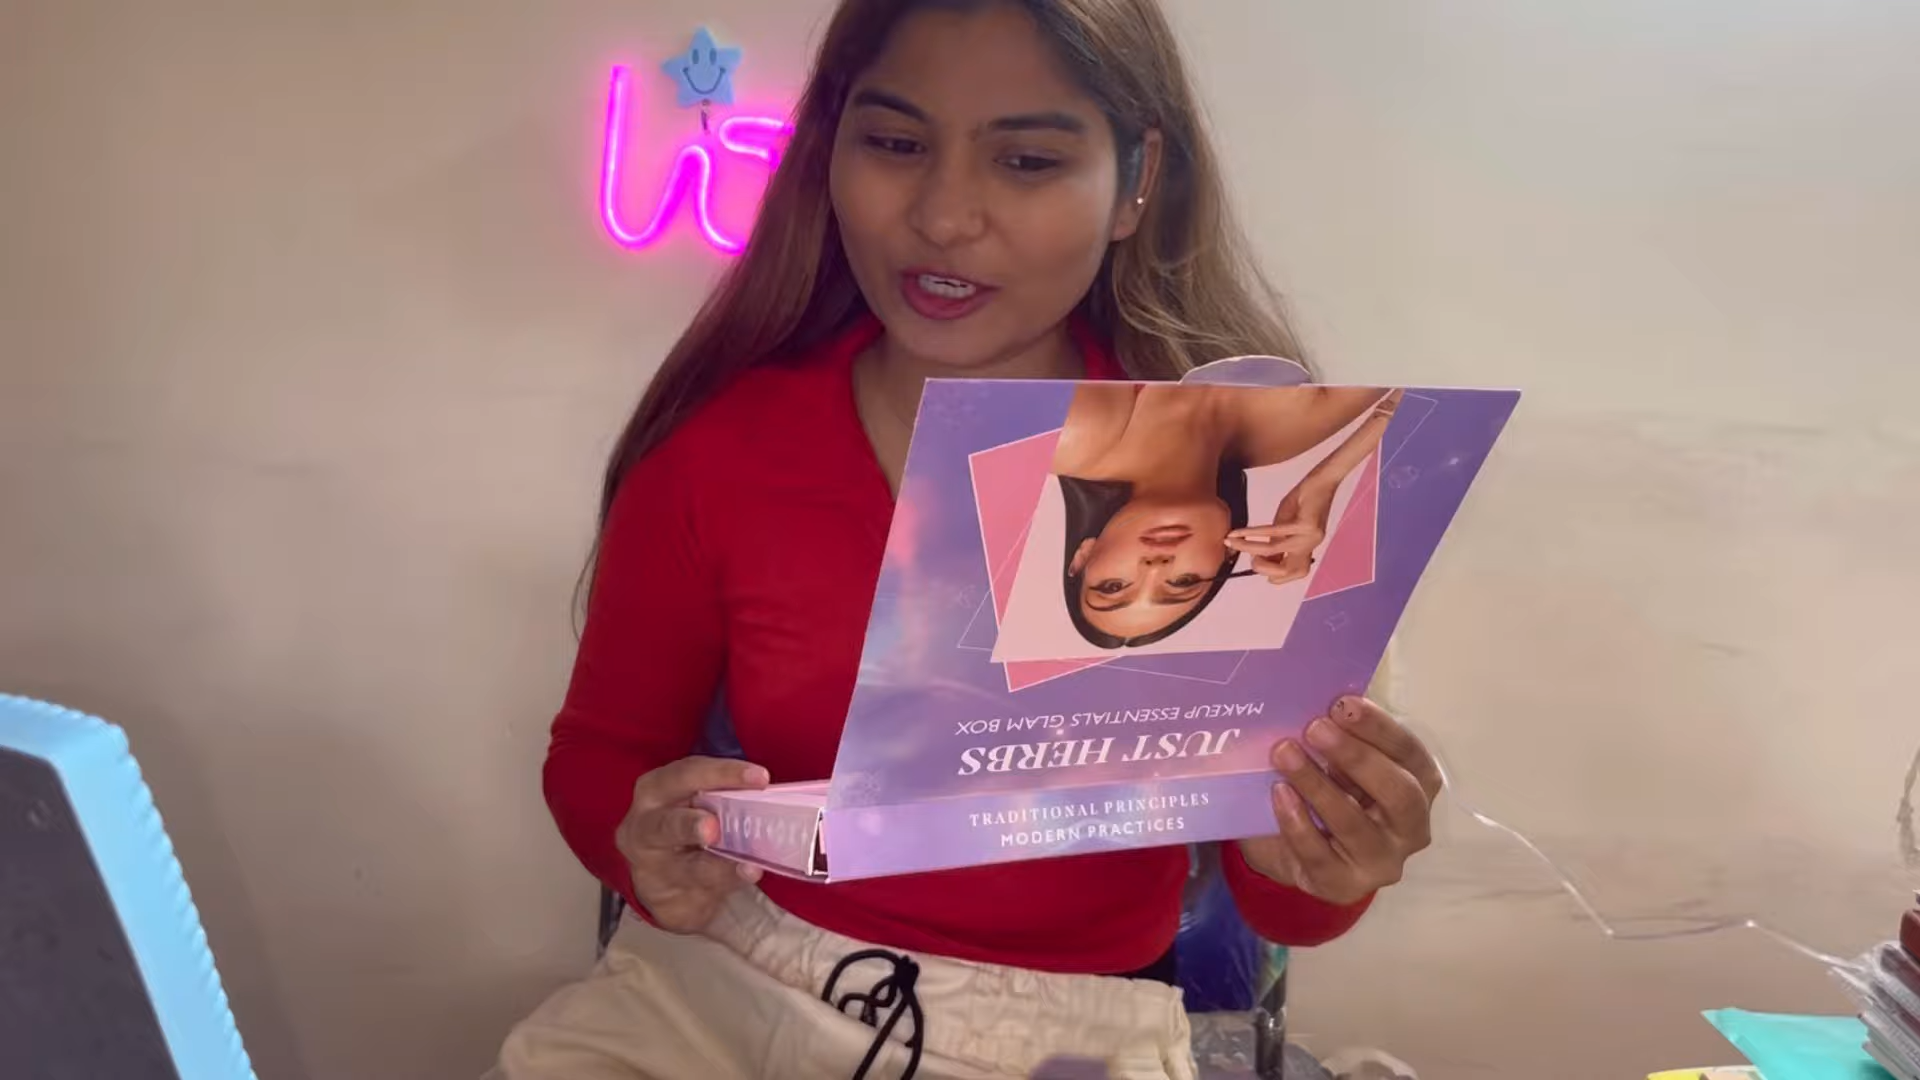 MAKEUP ESSENTIALS GLAM BOX
JUST HERBS
TRADITIONAL PRINCIPLES
MODERN PRACTICES